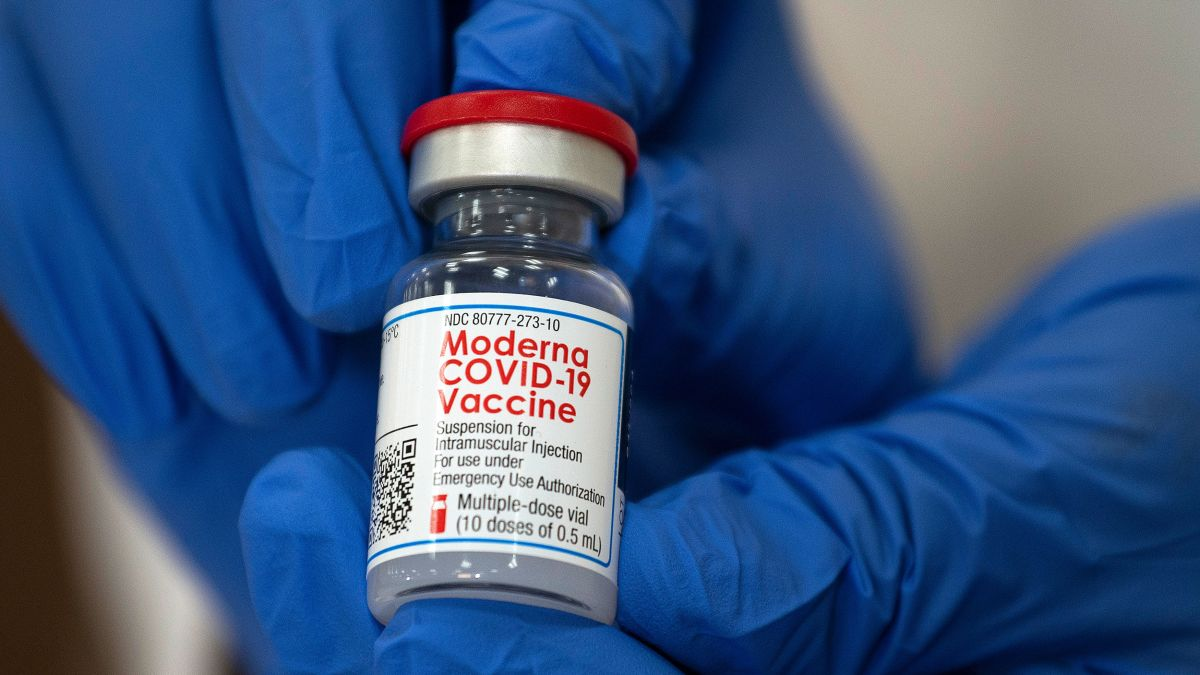 NDC 80777-273-10
Moderna
COVID-19
Vaccine
Suspension for
Intramuscular Injection
For use under
Emergency Use Authorization
Multiple-dose vial
(10 doses of 0.5 mL)
15°C